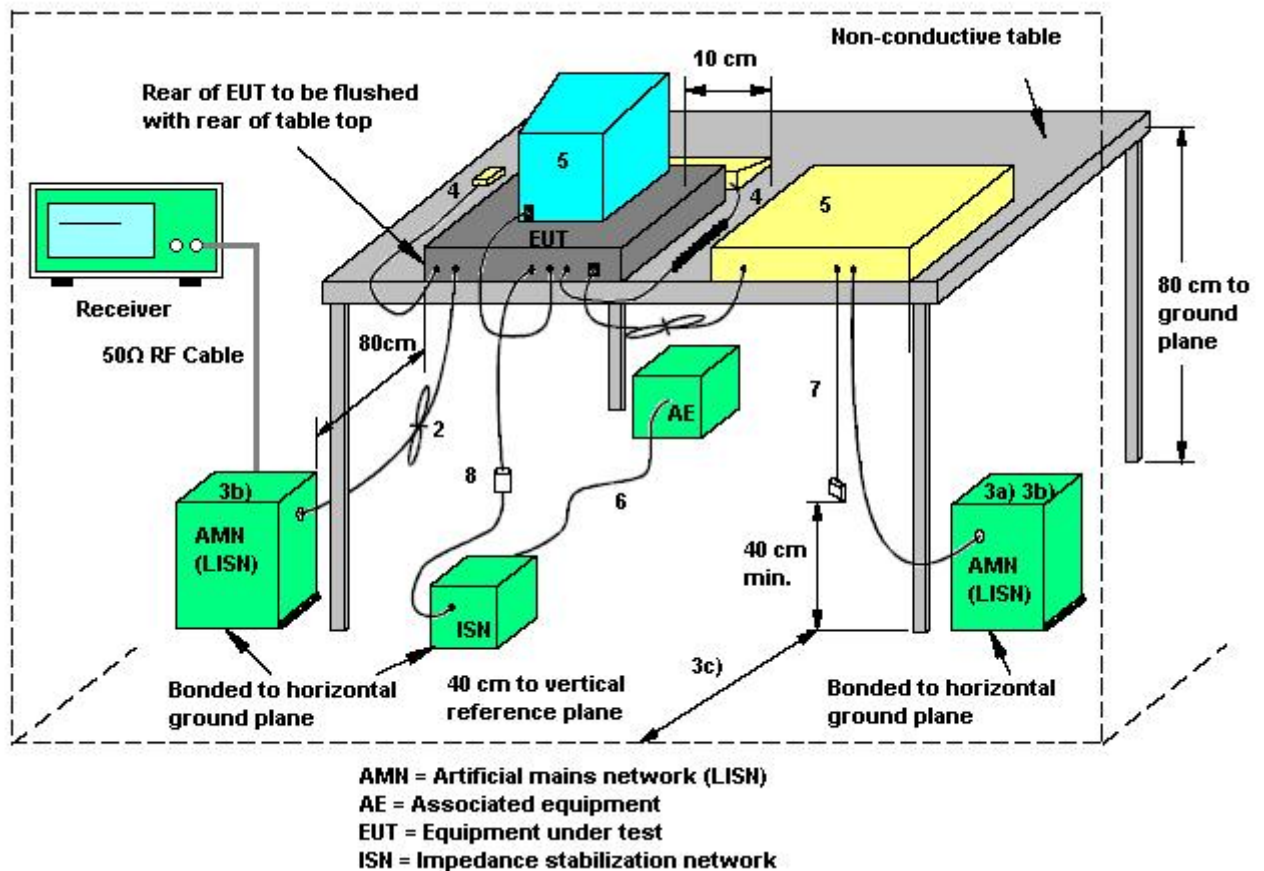 Non-conductive table
10 cm
Rear of EUT to be flushed
with rear of table top
5
4
4
5
EUT
Receiver
80 cm to
ground
plane
50Ω RF Cable
80cm
7
AE
2
8
3b)
6
3a) 3b)
AMN
(LISN)
40 cm
min.
AMN
(LISN)
ISN
3c)
Bonded to horizontal
ground plane
40 cm to vertical
reference plane
Bonded to horizontal
ground plane
AMN = Artificial mains network (LISN)
AE = Associated equipment
EUT = Equipment under test
ISN = Impedance stabilization network